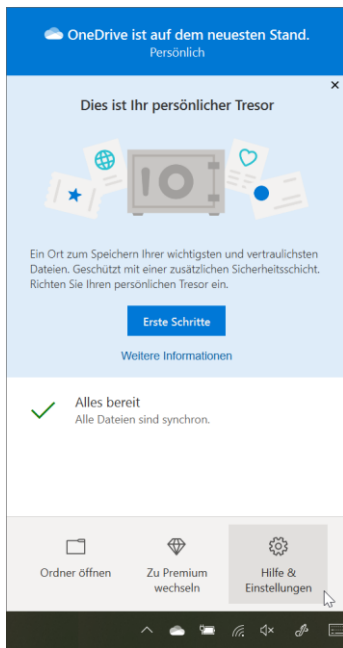 OneDrive ist auf dem neuesten Stand.
Persönlich
Dies ist Ihr persönlicher Tresor
Ein Ort zum Speichern Ihrer wichtigsten und vertraulichsten
Dateien. Geschützt mit einer zusätzlichen Sicherheitsschicht.
Richten Sie Ihren persönlichen Tresor ein.
Erste Schritte
Weitere Informationen
Alles bereit
Alle Dateien sind synchron.
Ordner öffnen
Zu Premium
wechseln
Hilfe &
Einstellungen